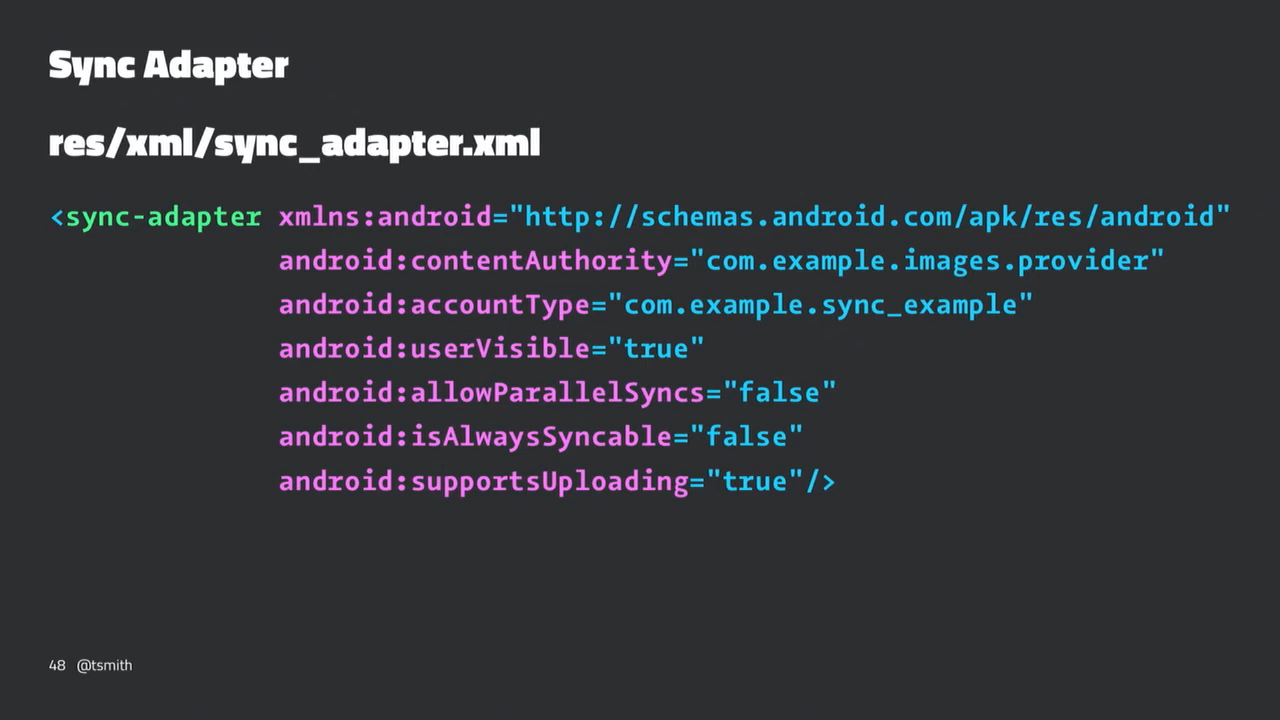 Sync Adapter
res/xml/sync_adapter.xml
<sync-adapter xmlns:android="http://schemas.android.com/apk/res/android"
android:contentAuthority="com.example.images.provider"
android:accountType="com.example.sync_example"
android:userVisible="true"
android:allowParallelSyncs="false"
android:isAlwaysSyncable="false"
android:supportsUploading="true"/>
48 @tsmith